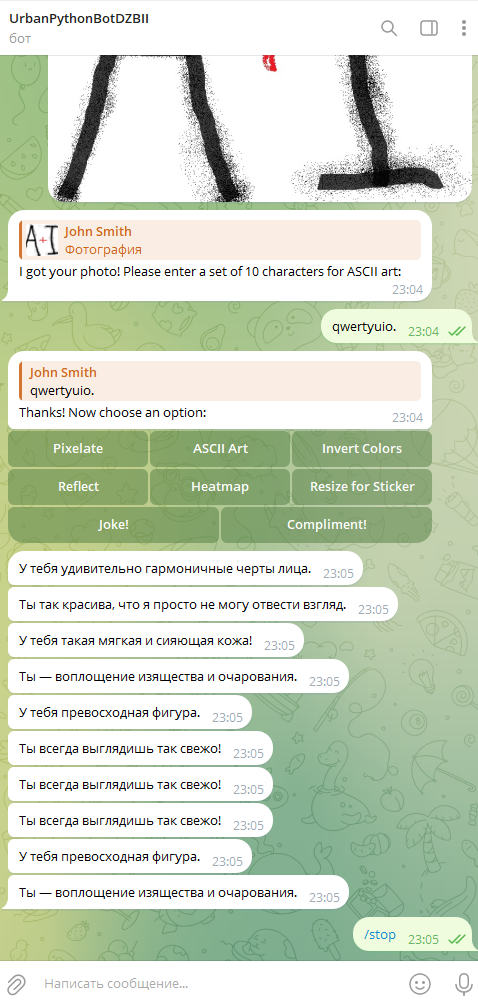 UrbanPythonBotDZBII
бот
John Smith
Фотография
I got your photo! Please enter a set of 10 characters for ASCII art:
23:04
qwertyuio. 23:04
John Smith
qwertyuio.
Thanks! Now choose an option:
23:04
Pixelate ASCII Art Invert Colors
Reflect Heatmap Resize for Sticker
Joke! Compliment!
У тебя удивительно гармоничные черты лица. 23:05
Ты так красива, что я просто не могу отвести взгляд. 23:05
У тебя такая мягкая и сияющая кожа! 23:05
Ты — воплощение изящества и очарования. 23:05
У тебя превосходная фигура. 23:05
Ты всегда выглядишь так свежо! 23:05
Ты всегда выглядишь так свежо! 23:05
Ты всегда выглядишь так свежо! 23:05
У тебя превосходная фигура. 23:05
Ты — воплощение изящества и очарования. 23:05
/stop 23:05
Написать сообщение...